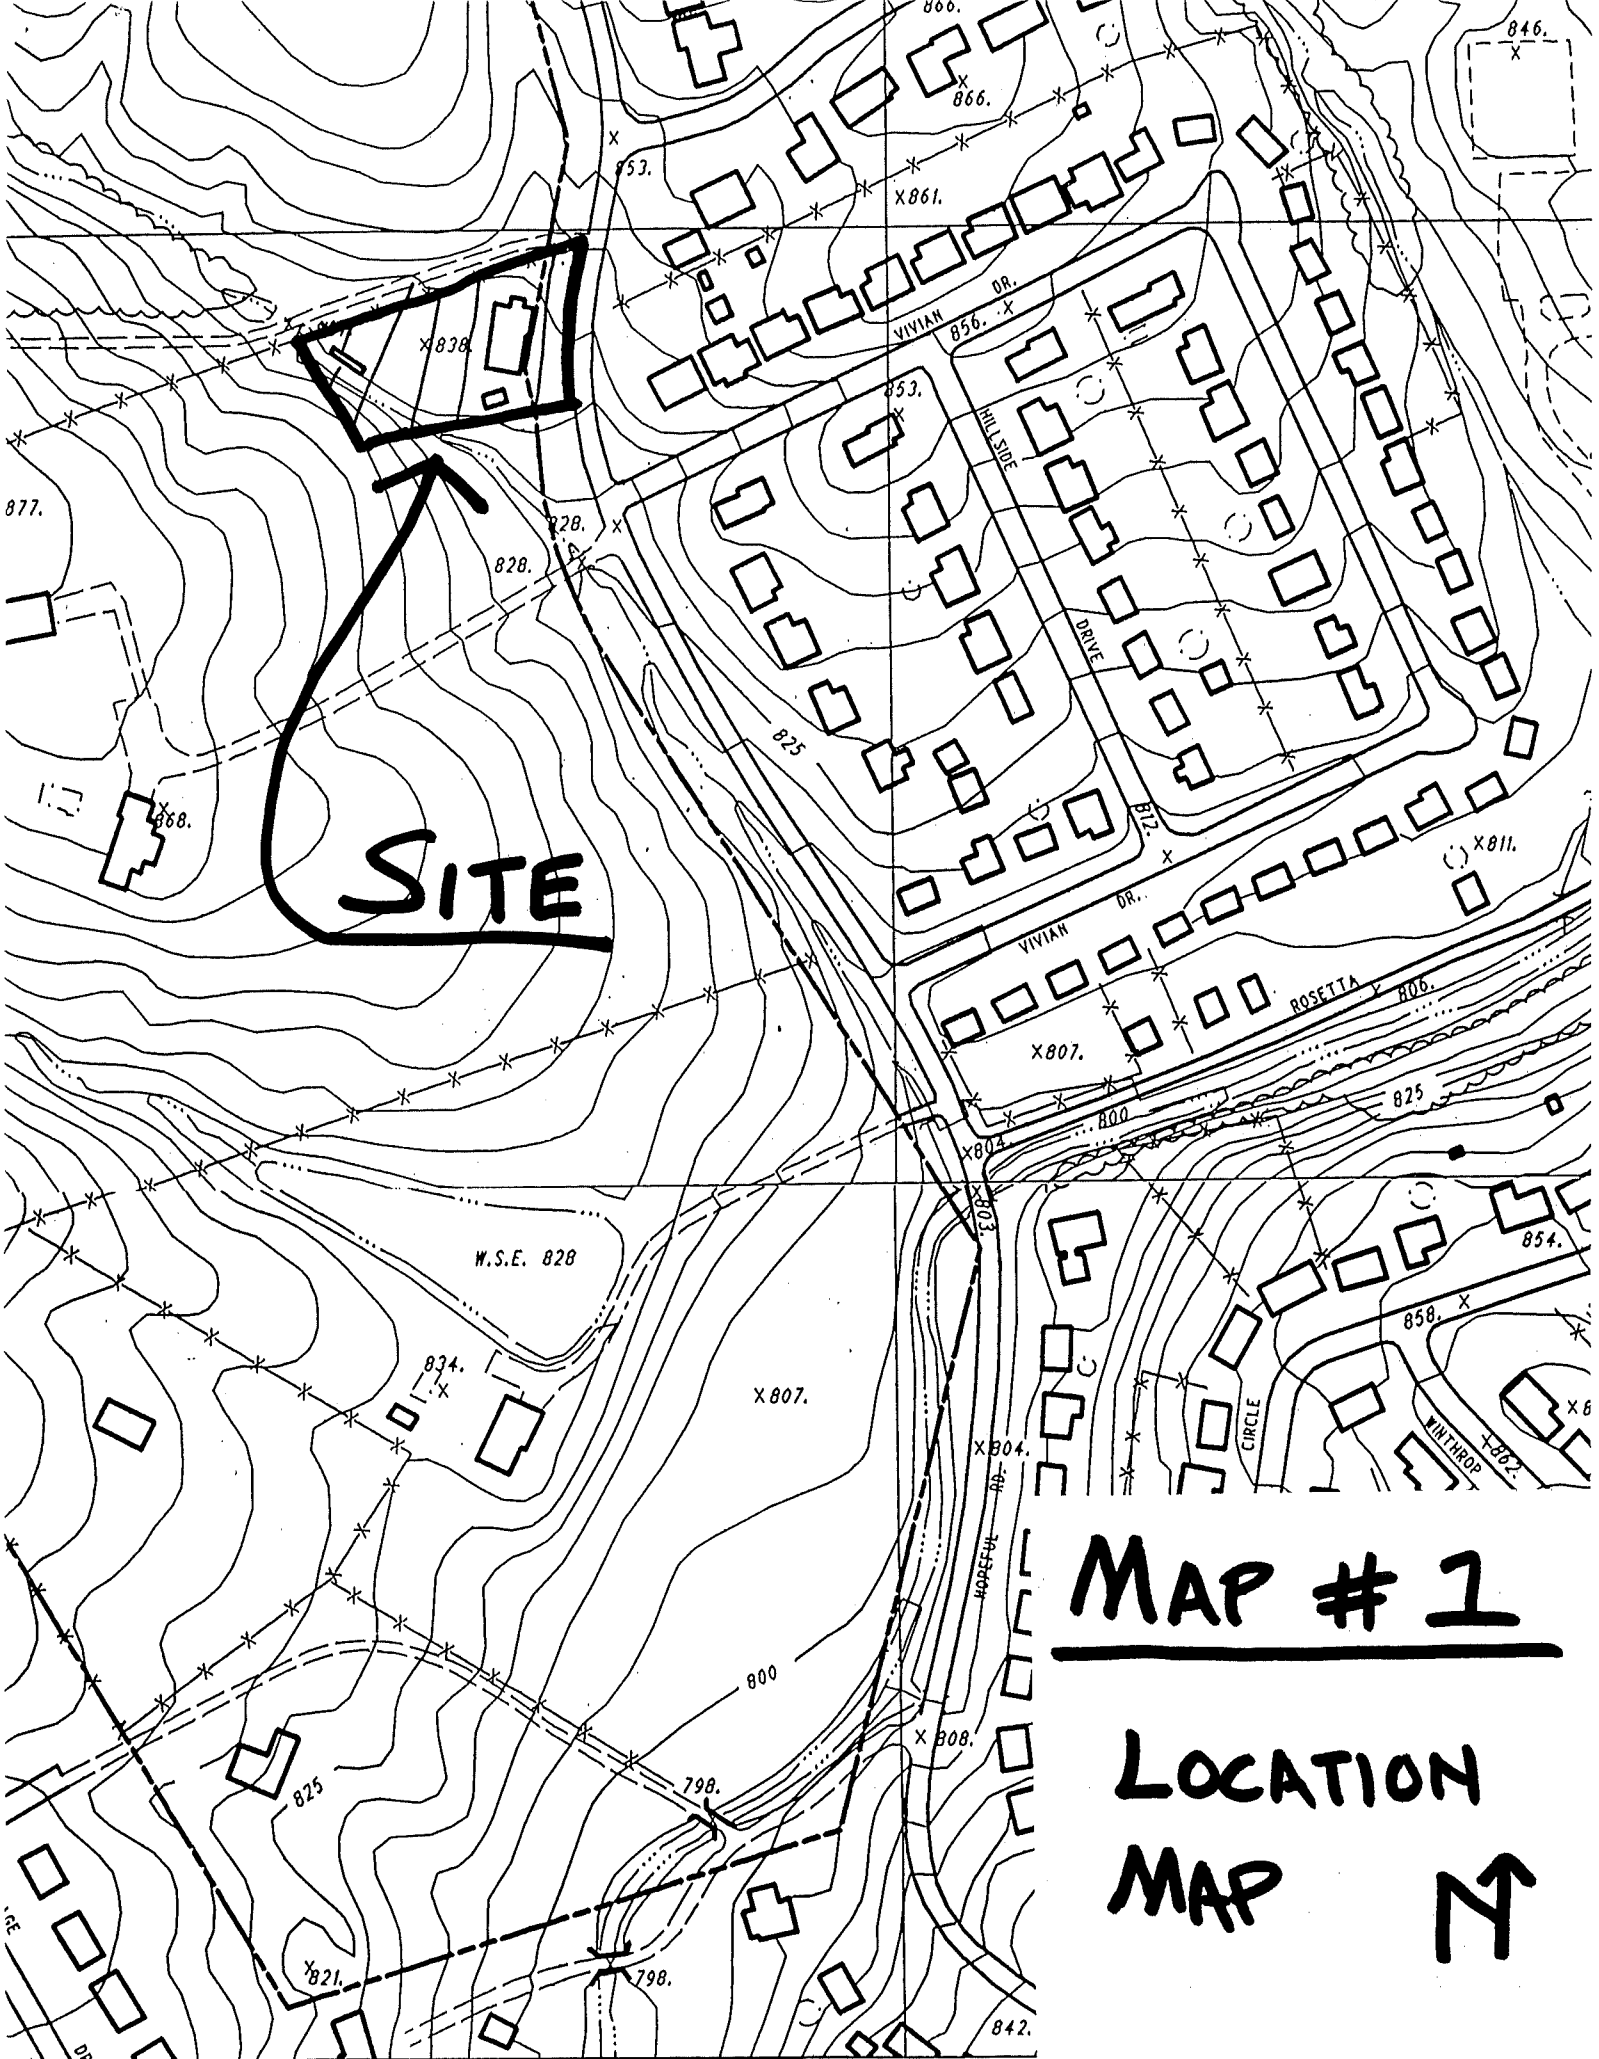 866.
846.
866.
853.
X861.
DR.
VIVIAN
856.
X838.
853.
HILLSIDE
877.
828.
828.
DRIVE
825
868.
812.
X811.
SITE
DR.
VIVIAN
ROSETTA
806.
X807.
825
800
X804.
803.
W.S.E. 828
854.
858.
834.
X807.
CIRCLE
WINTHROP
862.
X804.
RD.
HOPEFUL
MAP # 1
800
808.
LOCATION
798.
825
MAP
N
821.
798.
842.